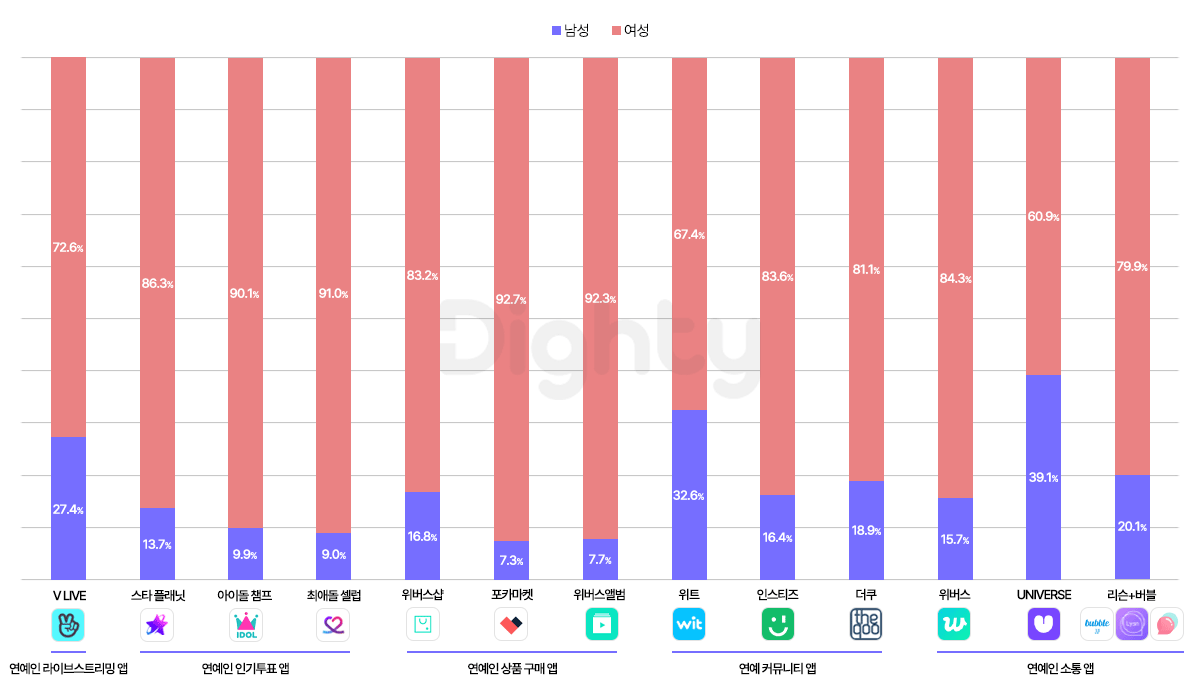 남성 여성
72.6% 86.3% 90.1% 91.0% 83.2% 92.7% 92.3% 67.4% 83.6% 81.1% 84.3% 60.9% 79.9%
Dighty
27.4% 13.7% 9.9% 9.0% 16.8% 7.3% 7.7% 32.6% 16.4% 18.9% 15.7% 39.1% 20.1%
V LIVE 스타 플래닛 아이돌 챔프 최애돌 셀럽 위버스샵 포카마켓 위버스앨범 위트 인스티즈 더쿠 위버스 UNIVERSE 리슨+버블
IDOL wit the qoo w bubble
연예인 라이브스트리밍 앱 연예인 인기투표 앱 연예인 상품 구매 앱 연예 커뮤니티 앱 연예인 소통 앱